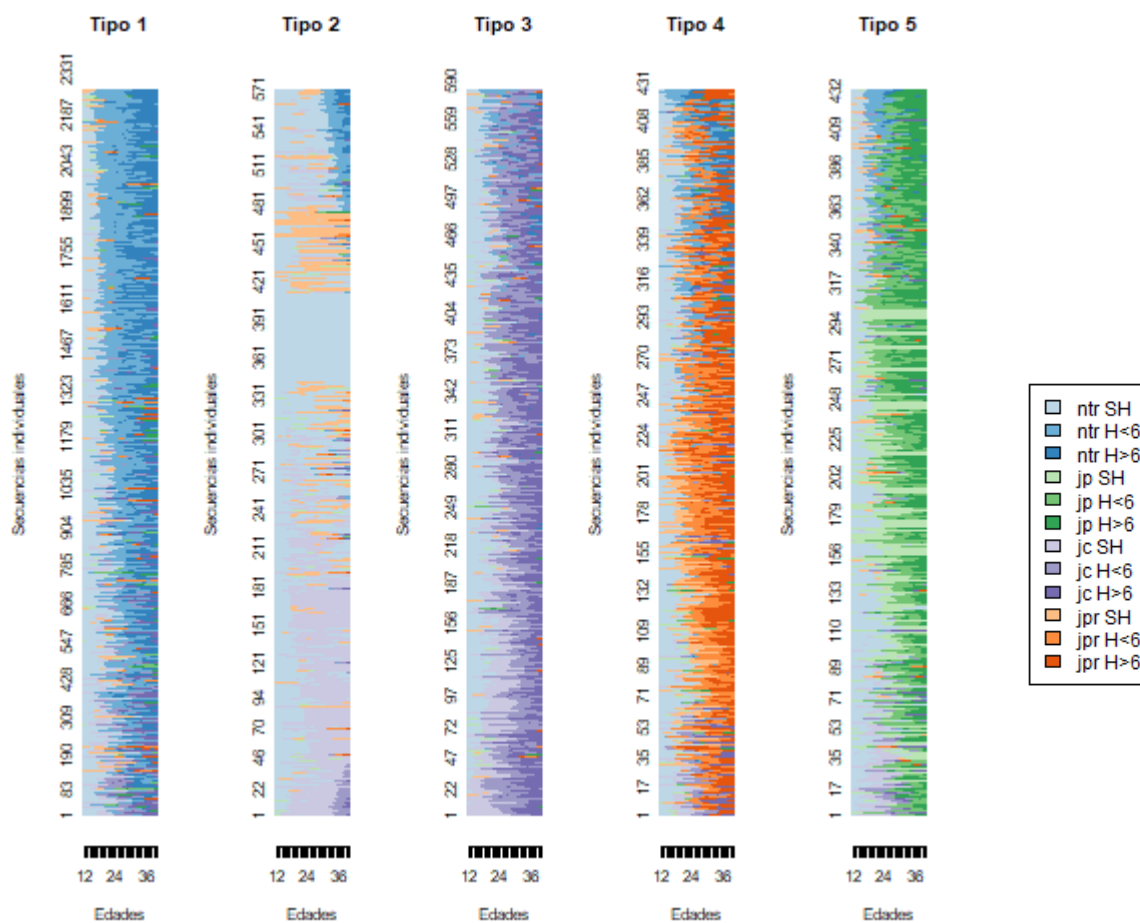 Tipo 1
Tipo 2
Tipo 3
Tipo 4
Tipo 5
Secuencias individuales
1 83 190 309 428 547 666 785 904 1035 1179 1323 1467 1611 1755 1899 2043 2187 2331
Secuencias individuales
1 22 46 70 94 121 151 181 211 241 271 301 331 361 391 421 451 481 511 541 571
Secuencias individuales
1 22 47 72 97 125 156 187 218 249 280 311 342 373 404 435 466 497 528 559 590
Secuencias individuales
1 17 35 53 71 89 109 132 155 178 201 224 247 270 293 316 339 362 385 408 431
Secuencias individuales
1 17 35 53 71 89 110 133 156 179 202 225 248 271 294 317 340 363 386 409 432
ntr SH
ntr H<6
ntr H>6
jp SH
jp H<6
jp H>6
jc SH
jc H<6
jc H>6
jpr SH
jpr H<6
jpr H>6
12 24 36
12 24 36
12 24 36
12 24 36
12 24 36
Edades
Edades
Edades
Edades
Edades